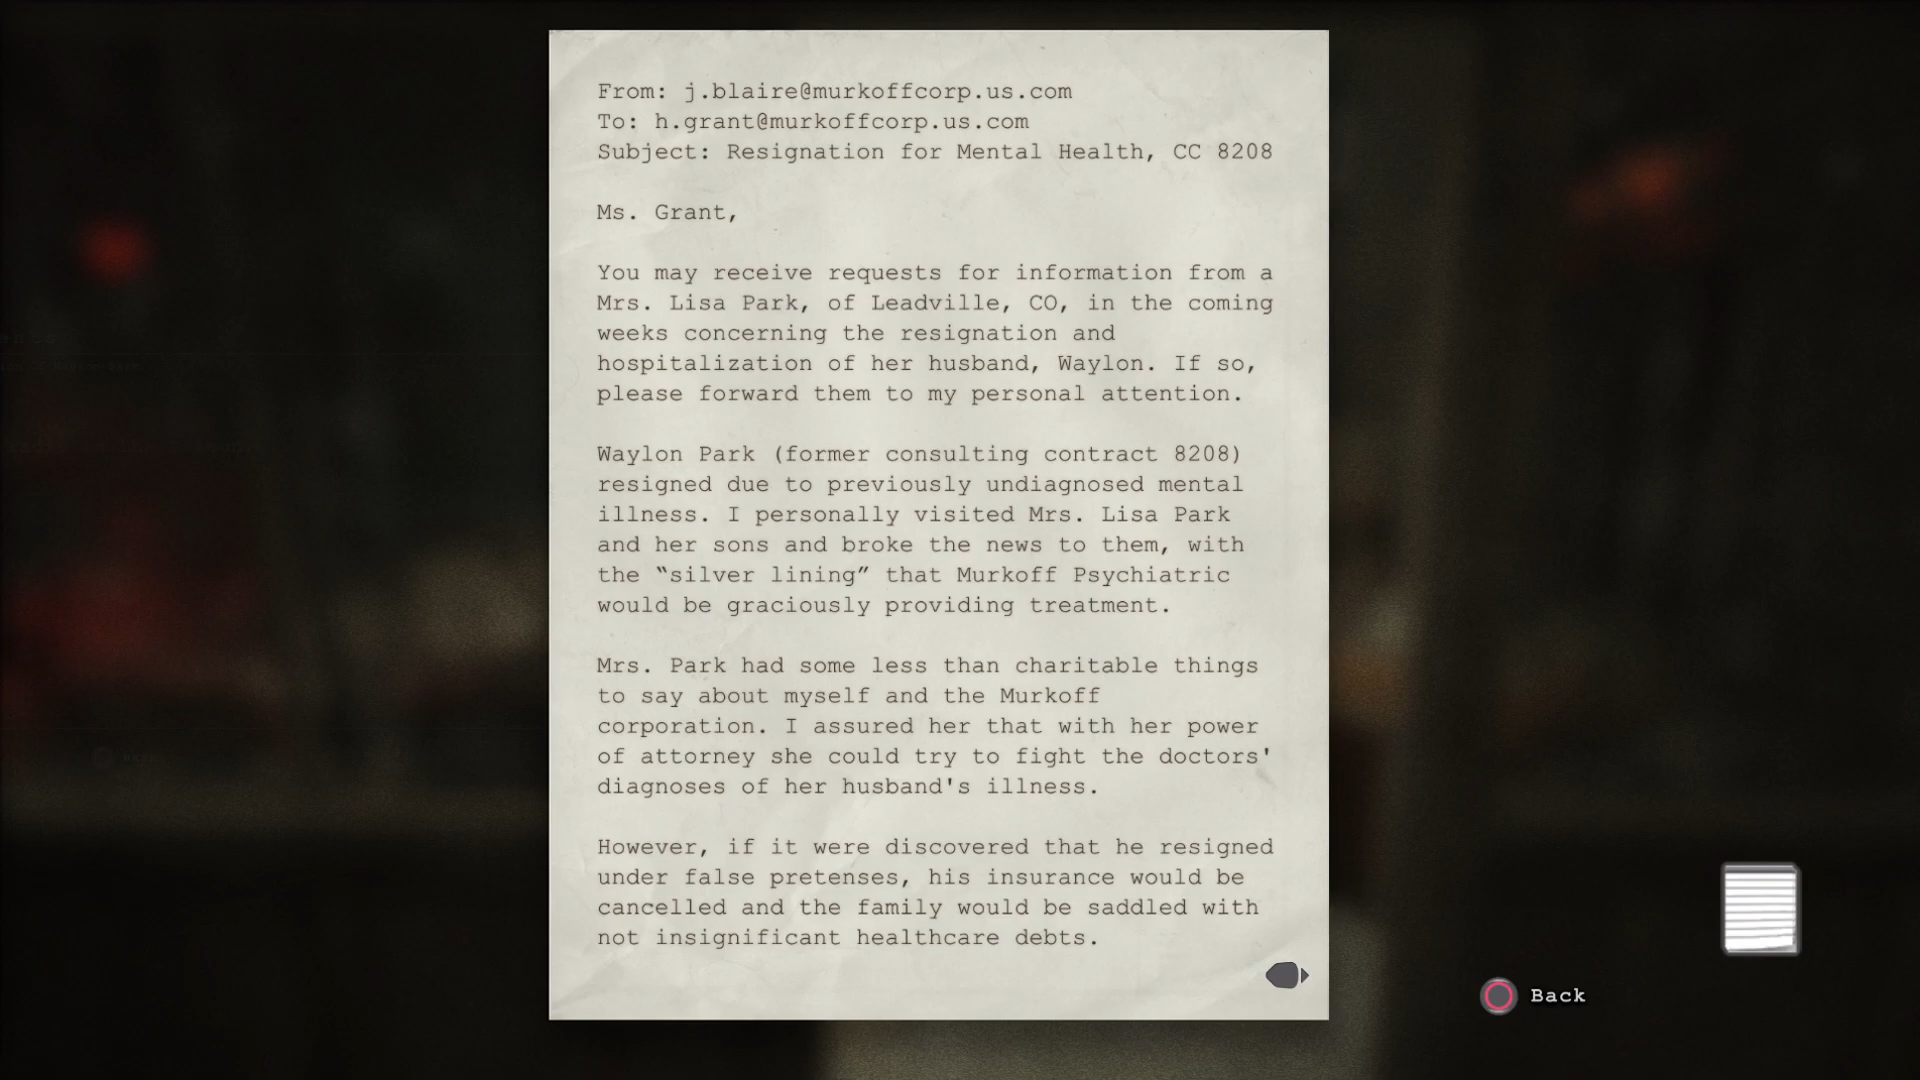 From: j.blaire@murkoffcorp.us.com
To: h.grant@murkoffcorp.us.com
Subject: Resignation for Mental Health, CC 8208
Ms. Grant,
You may receive requests for information from a
Mrs. Lisa Park, of Leadville, CO, in the coming
weeks concerning the resignation and
hospitalization of her husband, Waylon. If so,
please forward them to my personal attention.
Waylon Park (former consulting contract 8208)
resigned due to previously undiagnosed mental
illness. I personally visited Mrs. Lisa Park
and her sons and broke the news to them, with
the “silver lining” that Murkoff Psychiatric
would be graciously providing treatment.
Mrs. Park had some less than charitable things
to say about myself and the Murkoff
corporation. I assured her that with her power
of attorney she could try to fight the doctors'
diagnoses of her husband's illness.
However, if it were discovered that he resigned
under false pretenses, his insurance would be
cancelled and the family would be saddled with
not insignificant healthcare debts.
Back